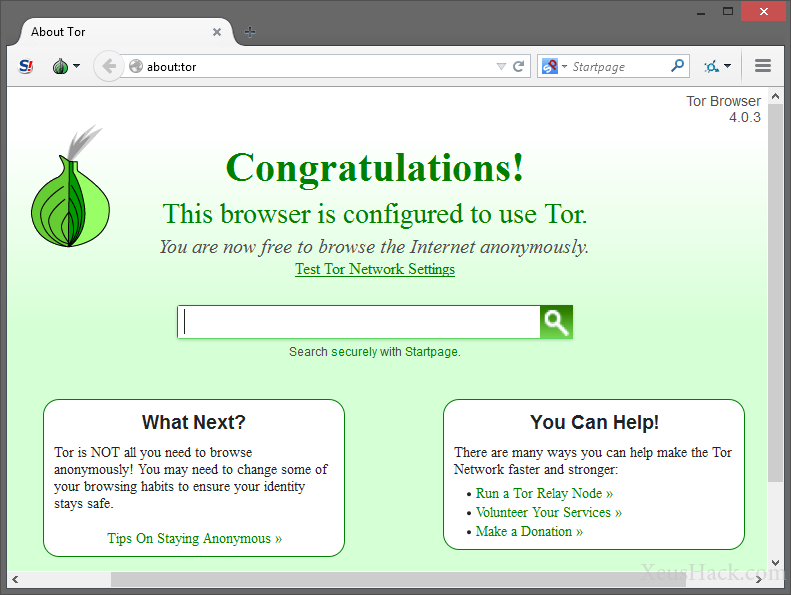 About Tor
S!
about:tor
Startpage
Tor Browser
4.0.3
Congratulations!
This browser is configured to use Tor.
You are now free to browse the Internet anonymously.
Test Tor Network Settings
Search securely with Startpage.
What Next?
Tor is NOT all you need to browse
anonymously! You may need to change some of
your browsing habits to ensure your identity
stays safe.
Tips On Staying Anonymous »
You Can Help!
There are many ways you can help make the Tor
Network faster and stronger:
• Run a Tor Relay Node »
• Volunteer Your Services »
• Make a Donation »
XeusHack.com